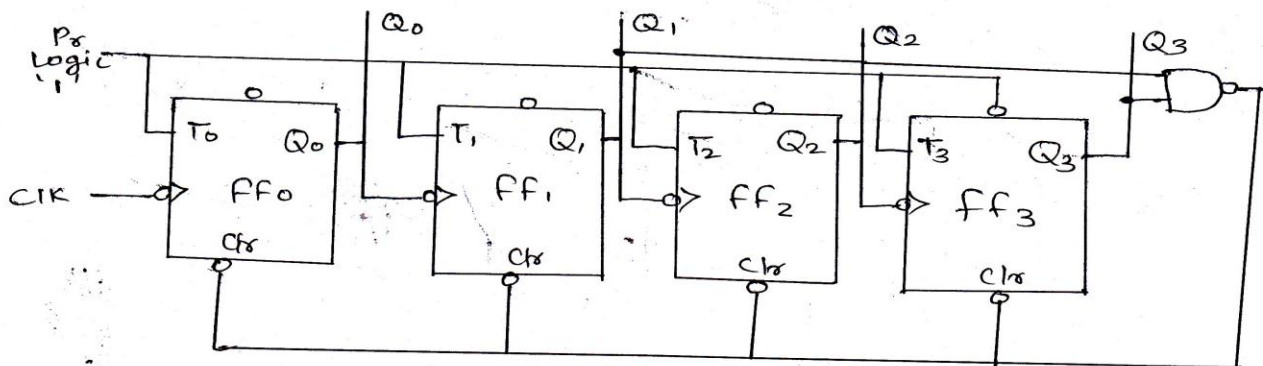 Q0 Q1 Q2 Q3
Pr
Logic
'1'
T0 Q0 T1 Q1 T2 Q2 T3 Q3
CLK FF0 FF1 FF2 FF3
Clr Clr Clr Clr